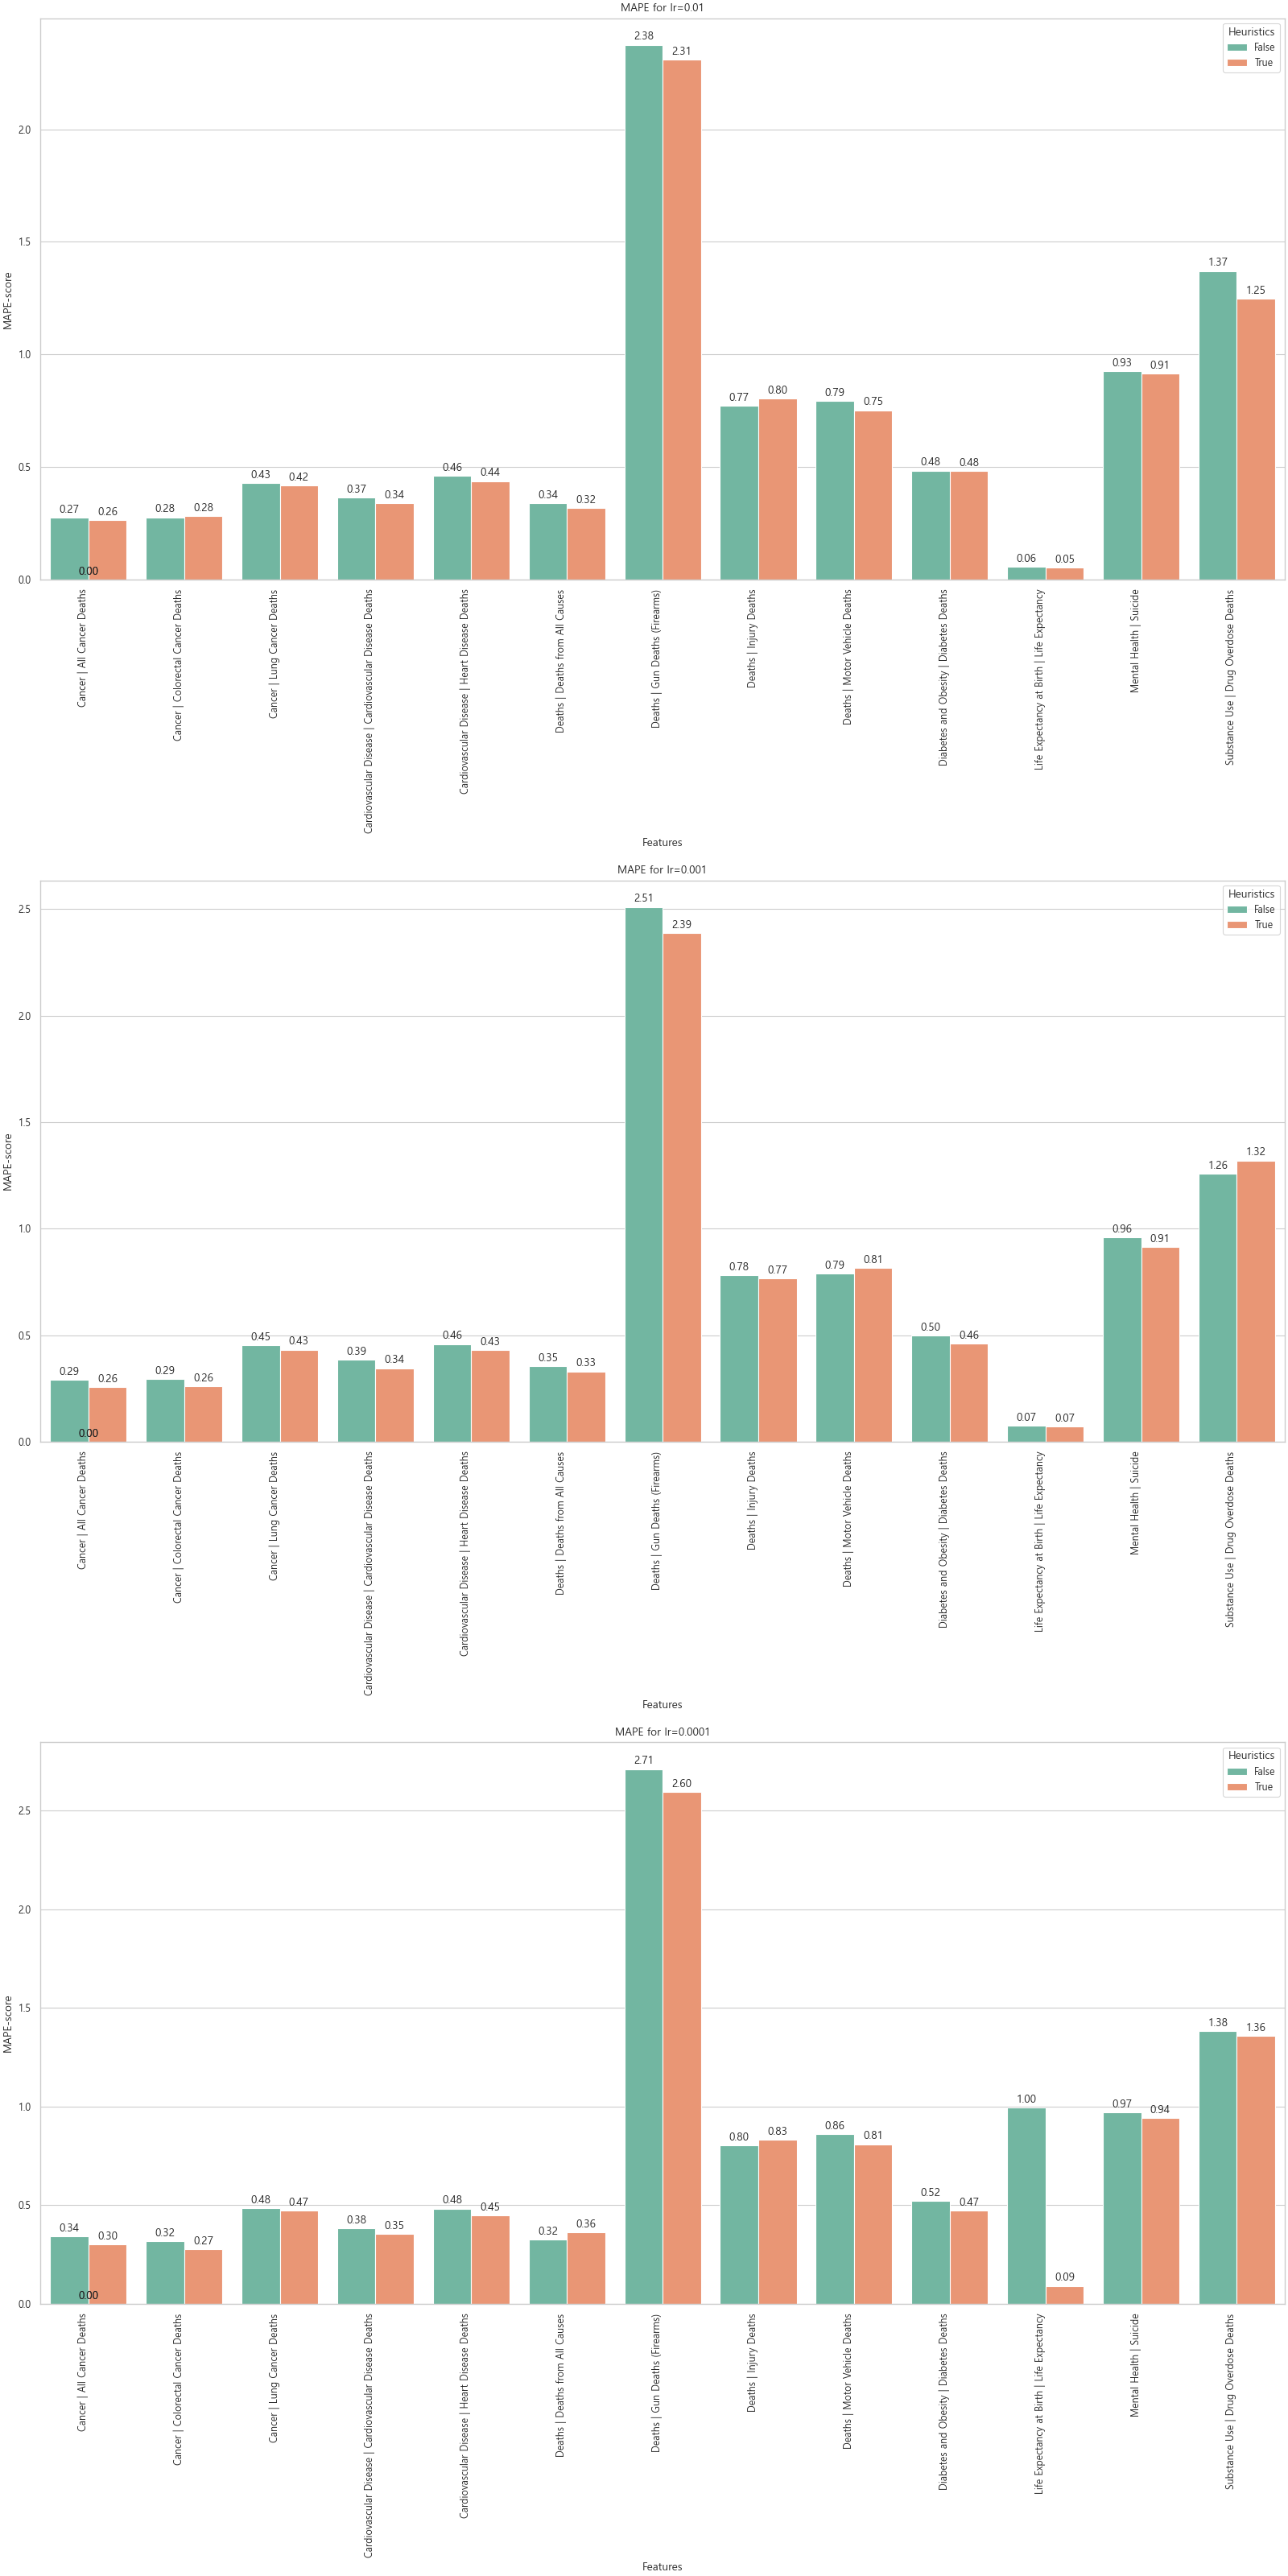 MAPE for lr=0.01
Heuristics
False
True
MAPE-score
2.0
1.5
1.0
0.5
0.0
0.27 0.26 0.28 0.28 0.43 0.42 0.37 0.34 0.46 0.44 0.34 0.32 2.38 2.31 0.77 0.80 0.79 0.75 0.48 0.48 0.06 0.05 0.93 0.91 1.37 1.25
0.00
Cancer | All Cancer Deaths
Cancer | Colorectal Cancer Deaths
Cancer | Lung Cancer Deaths
Cardiovascular Disease | Cardiovascular Disease Deaths
Cardiovascular Disease | Heart Disease Deaths
Deaths | Deaths from All Causes
Deaths | Gun Deaths (Firearms)
Deaths | Injury Deaths
Deaths | Motor Vehicle Deaths
Diabetes and Obesity | Diabetes Deaths
Life Expectancy at Birth | Life Expectancy
Mental Health | Suicide
Substance Use | Drug Overdose Deaths
Features
MAPE for lr=0.001
Heuristics
False
True
MAPE-score
2.5
2.0
1.5
1.0
0.5
0.0
0.29 0.26 0.29 0.26 0.45 0.43 0.39 0.34 0.46 0.43 0.35 0.33 2.51 2.39 0.78 0.77 0.79 0.81 0.50 0.46 0.07 0.07 0.96 0.91 1.26 1.32
0.00
Cancer | All Cancer Deaths
Cancer | Colorectal Cancer Deaths
Cancer | Lung Cancer Deaths
Cardiovascular Disease | Cardiovascular Disease Deaths
Cardiovascular Disease | Heart Disease Deaths
Deaths | Deaths from All Causes
Deaths | Gun Deaths (Firearms)
Deaths | Injury Deaths
Deaths | Motor Vehicle Deaths
Diabetes and Obesity | Diabetes Deaths
Life Expectancy at Birth | Life Expectancy
Mental Health | Suicide
Substance Use | Drug Overdose Deaths
Features
MAPE for lr=0.0001
Heuristics
False
True
MAPE-score
2.5
2.0
1.5
1.0
0.5
0.0
0.34 0.30 0.32 0.27 0.48 0.47 0.38 0.35 0.48 0.45 0.32 0.36 2.71 2.60 0.80 0.83 0.86 0.81 0.52 0.47 1.00 0.09 0.97 0.94 1.38 1.36
0.00
Cancer | All Cancer Deaths
Cancer | Colorectal Cancer Deaths
Cancer | Lung Cancer Deaths
Cardiovascular Disease | Cardiovascular Disease Deaths
Cardiovascular Disease | Heart Disease Deaths
Deaths | Deaths from All Causes
Deaths | Gun Deaths (Firearms)
Deaths | Injury Deaths
Deaths | Motor Vehicle Deaths
Diabetes and Obesity | Diabetes Deaths
Life Expectancy at Birth | Life Expectancy
Mental Health | Suicide
Substance Use | Drug Overdose Deaths
Features